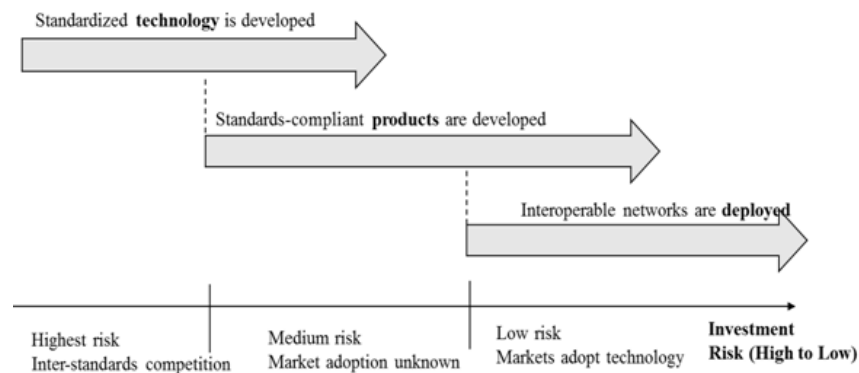 Standardized technology is developed
Standards-compliant products are developed
Interoperable networks are deployed
Highest risk
Inter-standards competition
Medium risk
Market adoption unknown
Low risk
Markets adopt technology
Investment
Risk (High to Low)